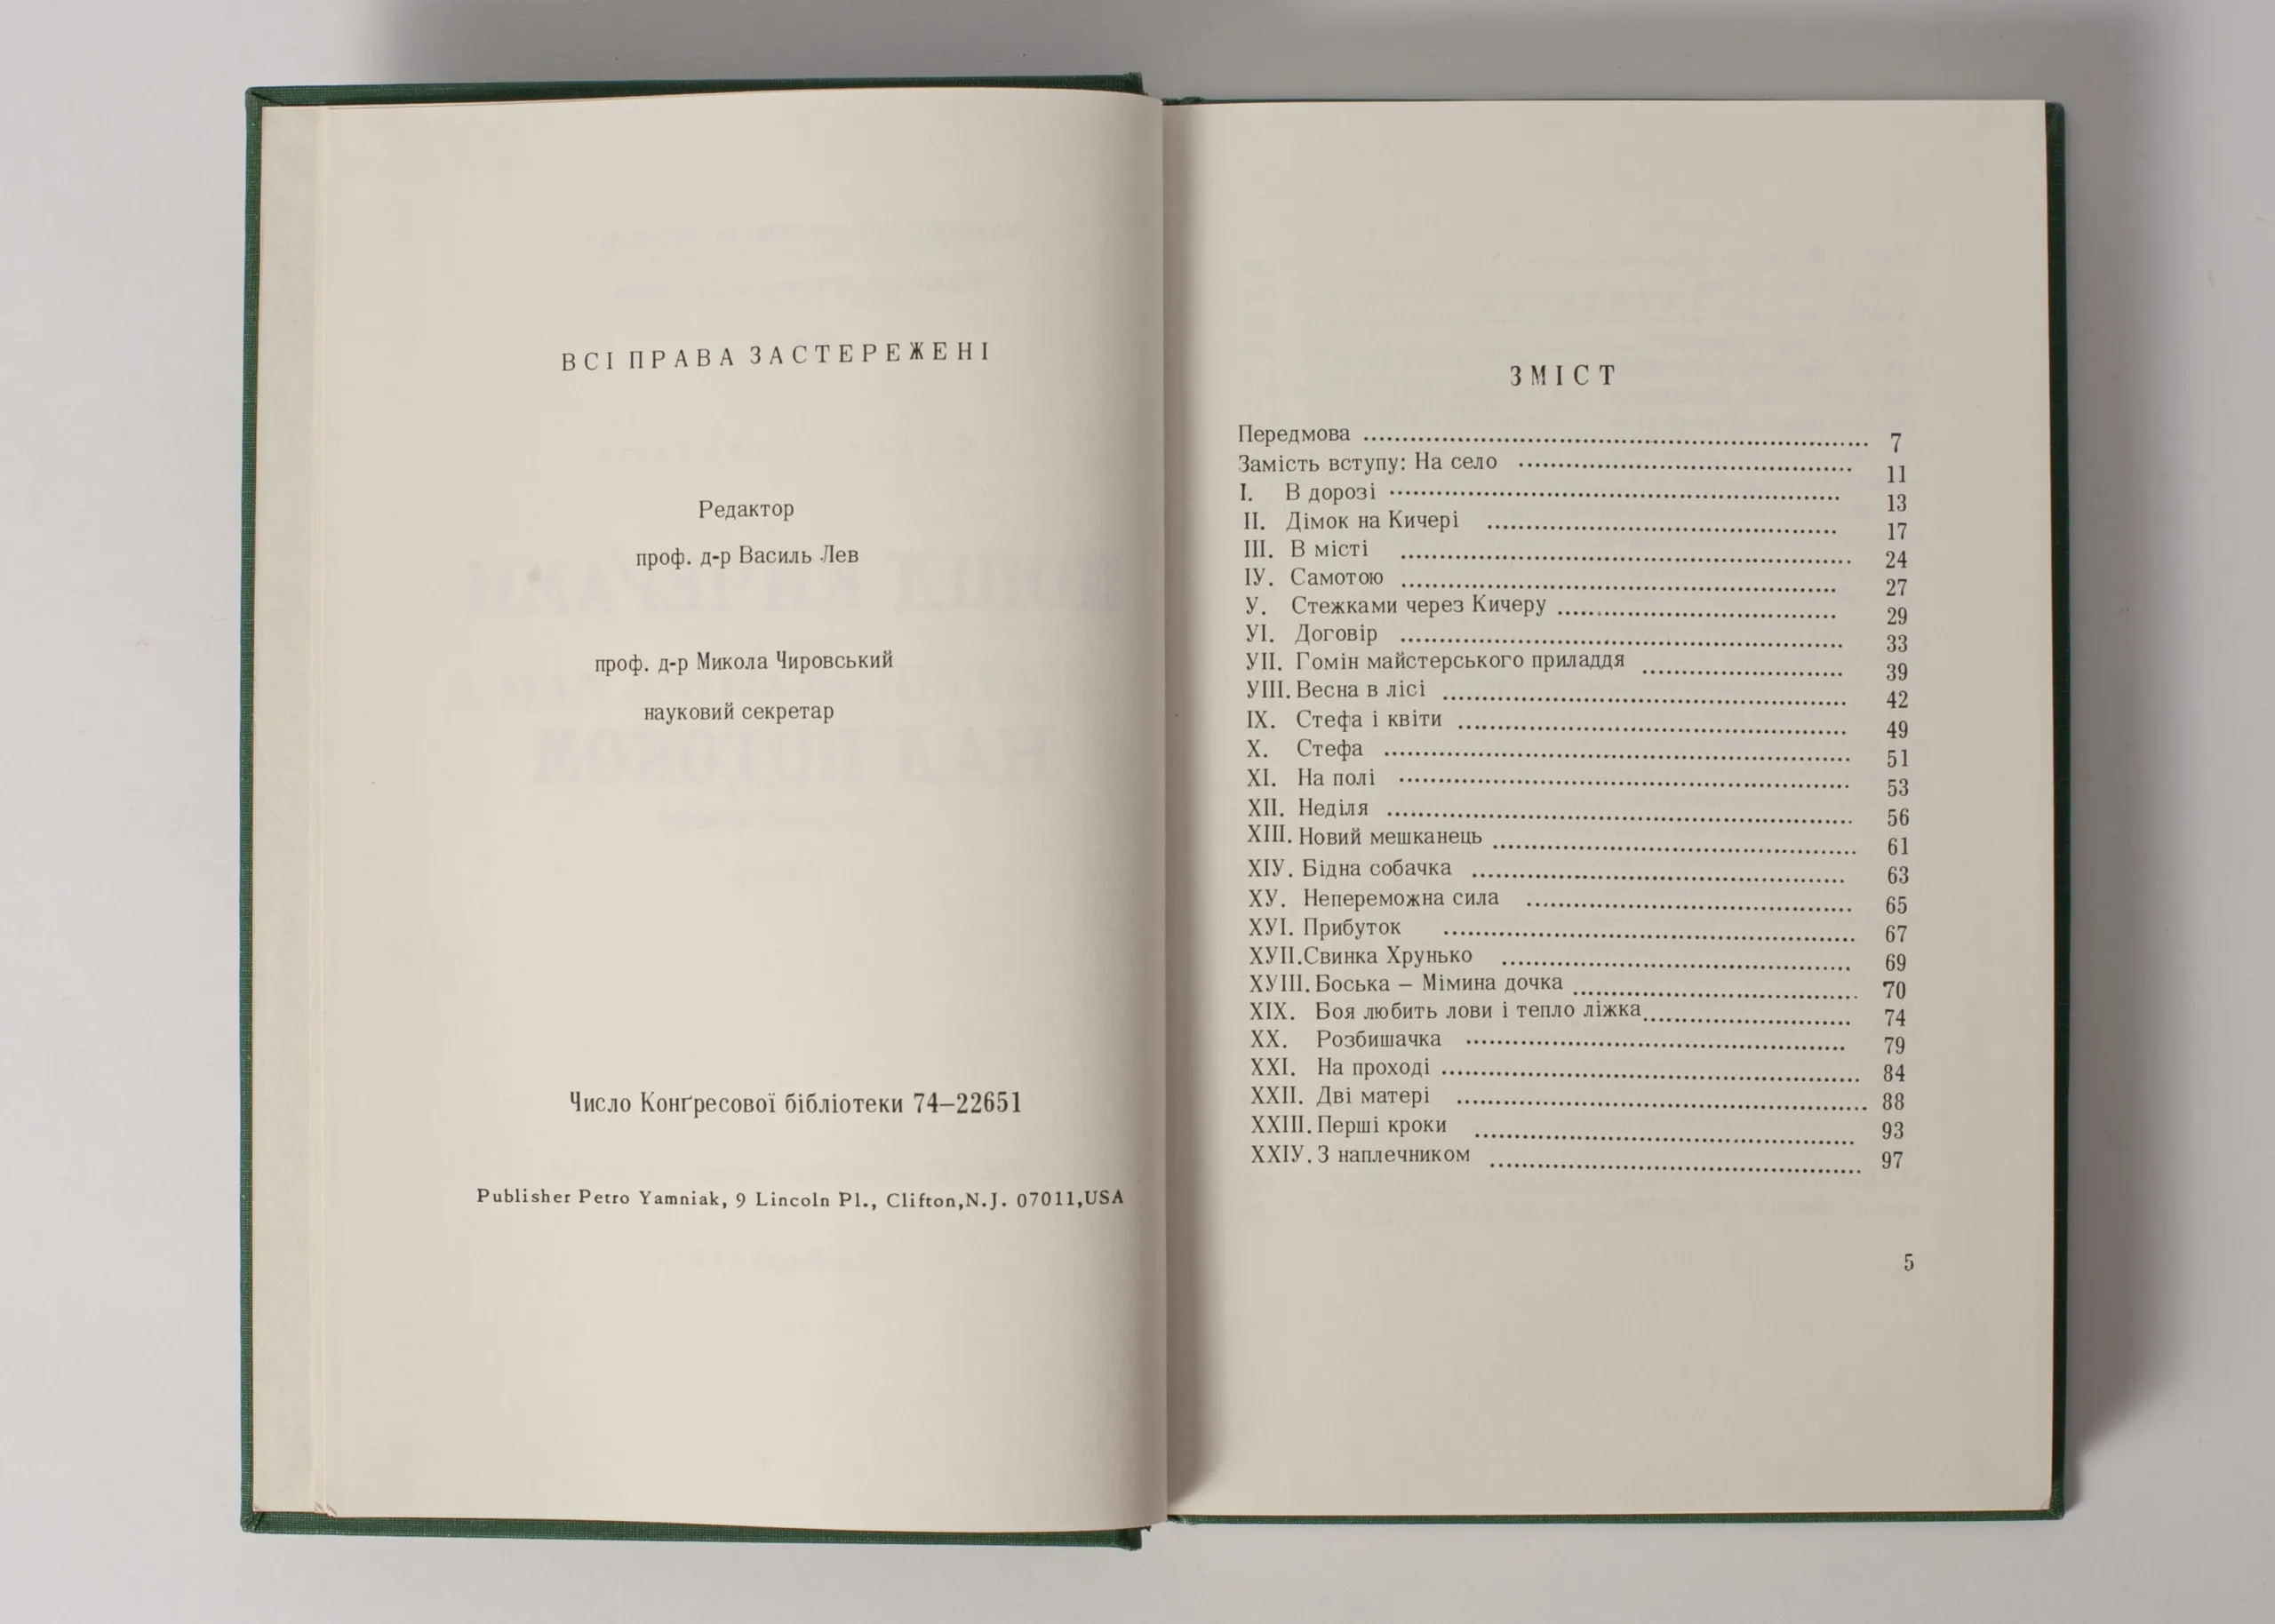 ВСІ ПРАВА ЗАСТЕРЕЖЕНІ
Редактор
проф. д-р Василь Лев
проф. д-р Микола Чировський
науковий секретар
Число Конґресової бібліотеки 74–22651
Publisher Petro Yamniak, 9 Lincoln Pl., Clifton,N.J. 07011,USA
ЗМІСТ
Передмова ........ 7
Замість вступу: На село ........ 11
I. В дорозі ........ 13
II. Дімок на Кичері ........ 17
III. В місті ........ 24
IУ. Самотою ........ 27
У. Стежками через Кичеру ........ 29
УI. Договір ........ 33
УII. Гомін майстерського приладдя ........ 39
УIII. Весна в лісі ........ 42
IX. Стефа і квіти ........ 49
X. Стефа ........ 51
XI. На полі ........ 53
XII. Неділя ........ 56
XIII. Новий мешканець ........ 61
XIУ. Бідна собачка ........ 63
XУ. Непереможна сила ........ 65
XУI. Прибуток ........ 67
XУII.Свинка Хрунько ........ 69
XУIII. Боська – Мімина дочка ........ 70
XIX. Боя любить лови і тепло ліжка ........ 74
XX. Розбишачка ........ 79
XXI. На проході ........ 84
XXII. Дві матері ........ 88
XXIII. Перші кроки ........ 93
XXIУ. З наплечником ........ 97
5